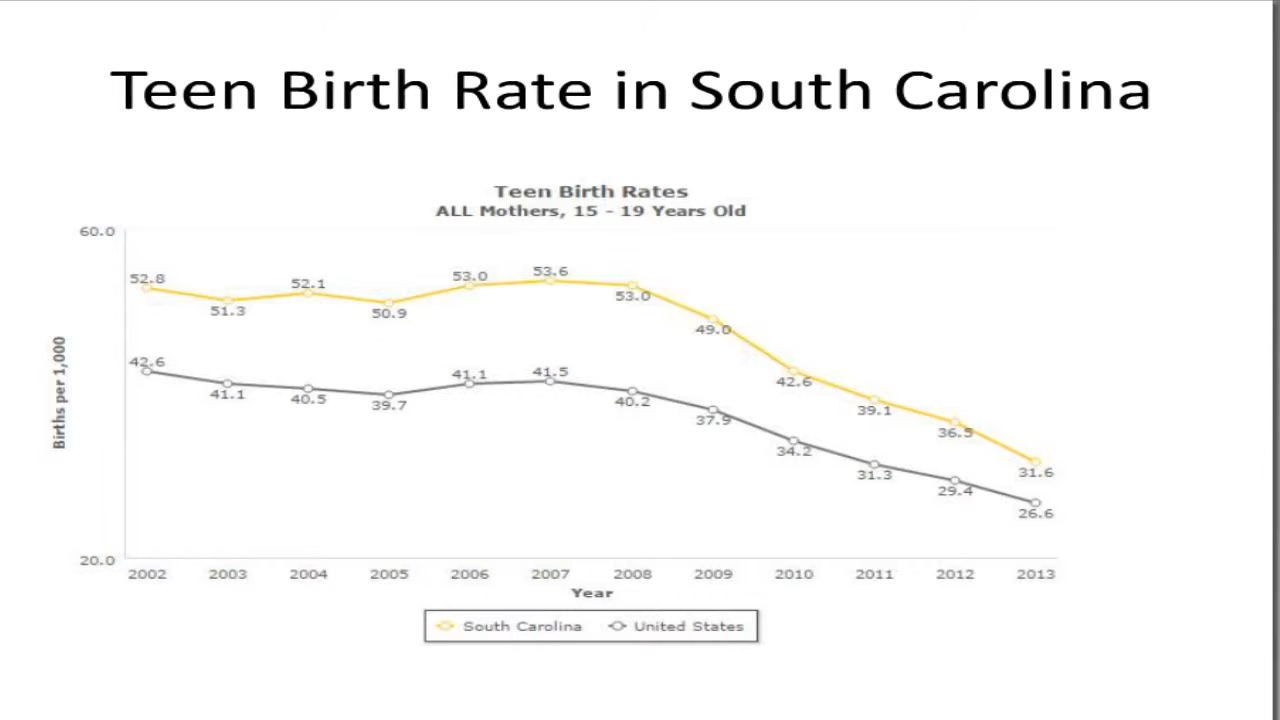 Teen Birth Rate in South Carolina
Teen Birth Rates
ALL Mothers, 15 - 19 Years Old
60.0
52.8 51.3 52.1 50.9 53.0 53.6 53.0 49.0 42.6 39.1 36.5 31.6
42.6 41.1 40.5 39.7 41.1 41.5 40.2 37.9 34.2 31.3 29.4 26.6
Births per 1,000
20.0
2002 2003 2004 2005 2006 2007 2008 2009 2010 2011 2012 2013
Year
South Carolina United States